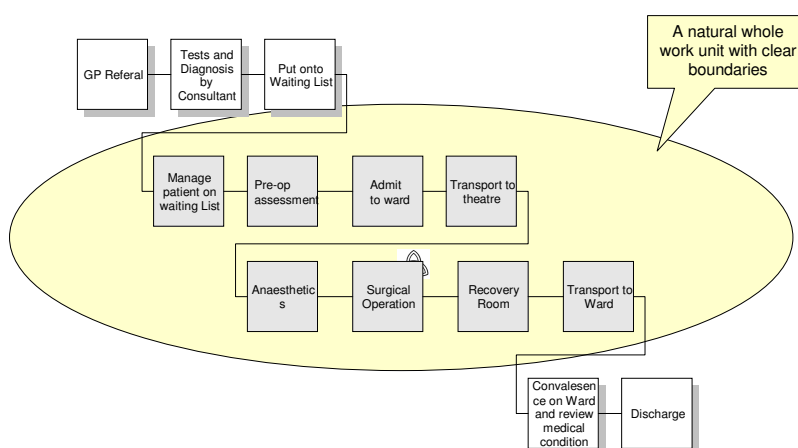 A natural whole
work unit with clear
boundaries
GP Referal
Tests and
Diagnosis
by
Consultant
Put onto
Waiting List
Manage
patient on
waiting List
Pre-op
assessment
Admit
to ward
Transport to
theatre
Anaesthetic
s
Surgical
Operation
Recovery
Room
Transport to
Ward
Convalesen
ce on Ward
and review
medical
condition
Discharge